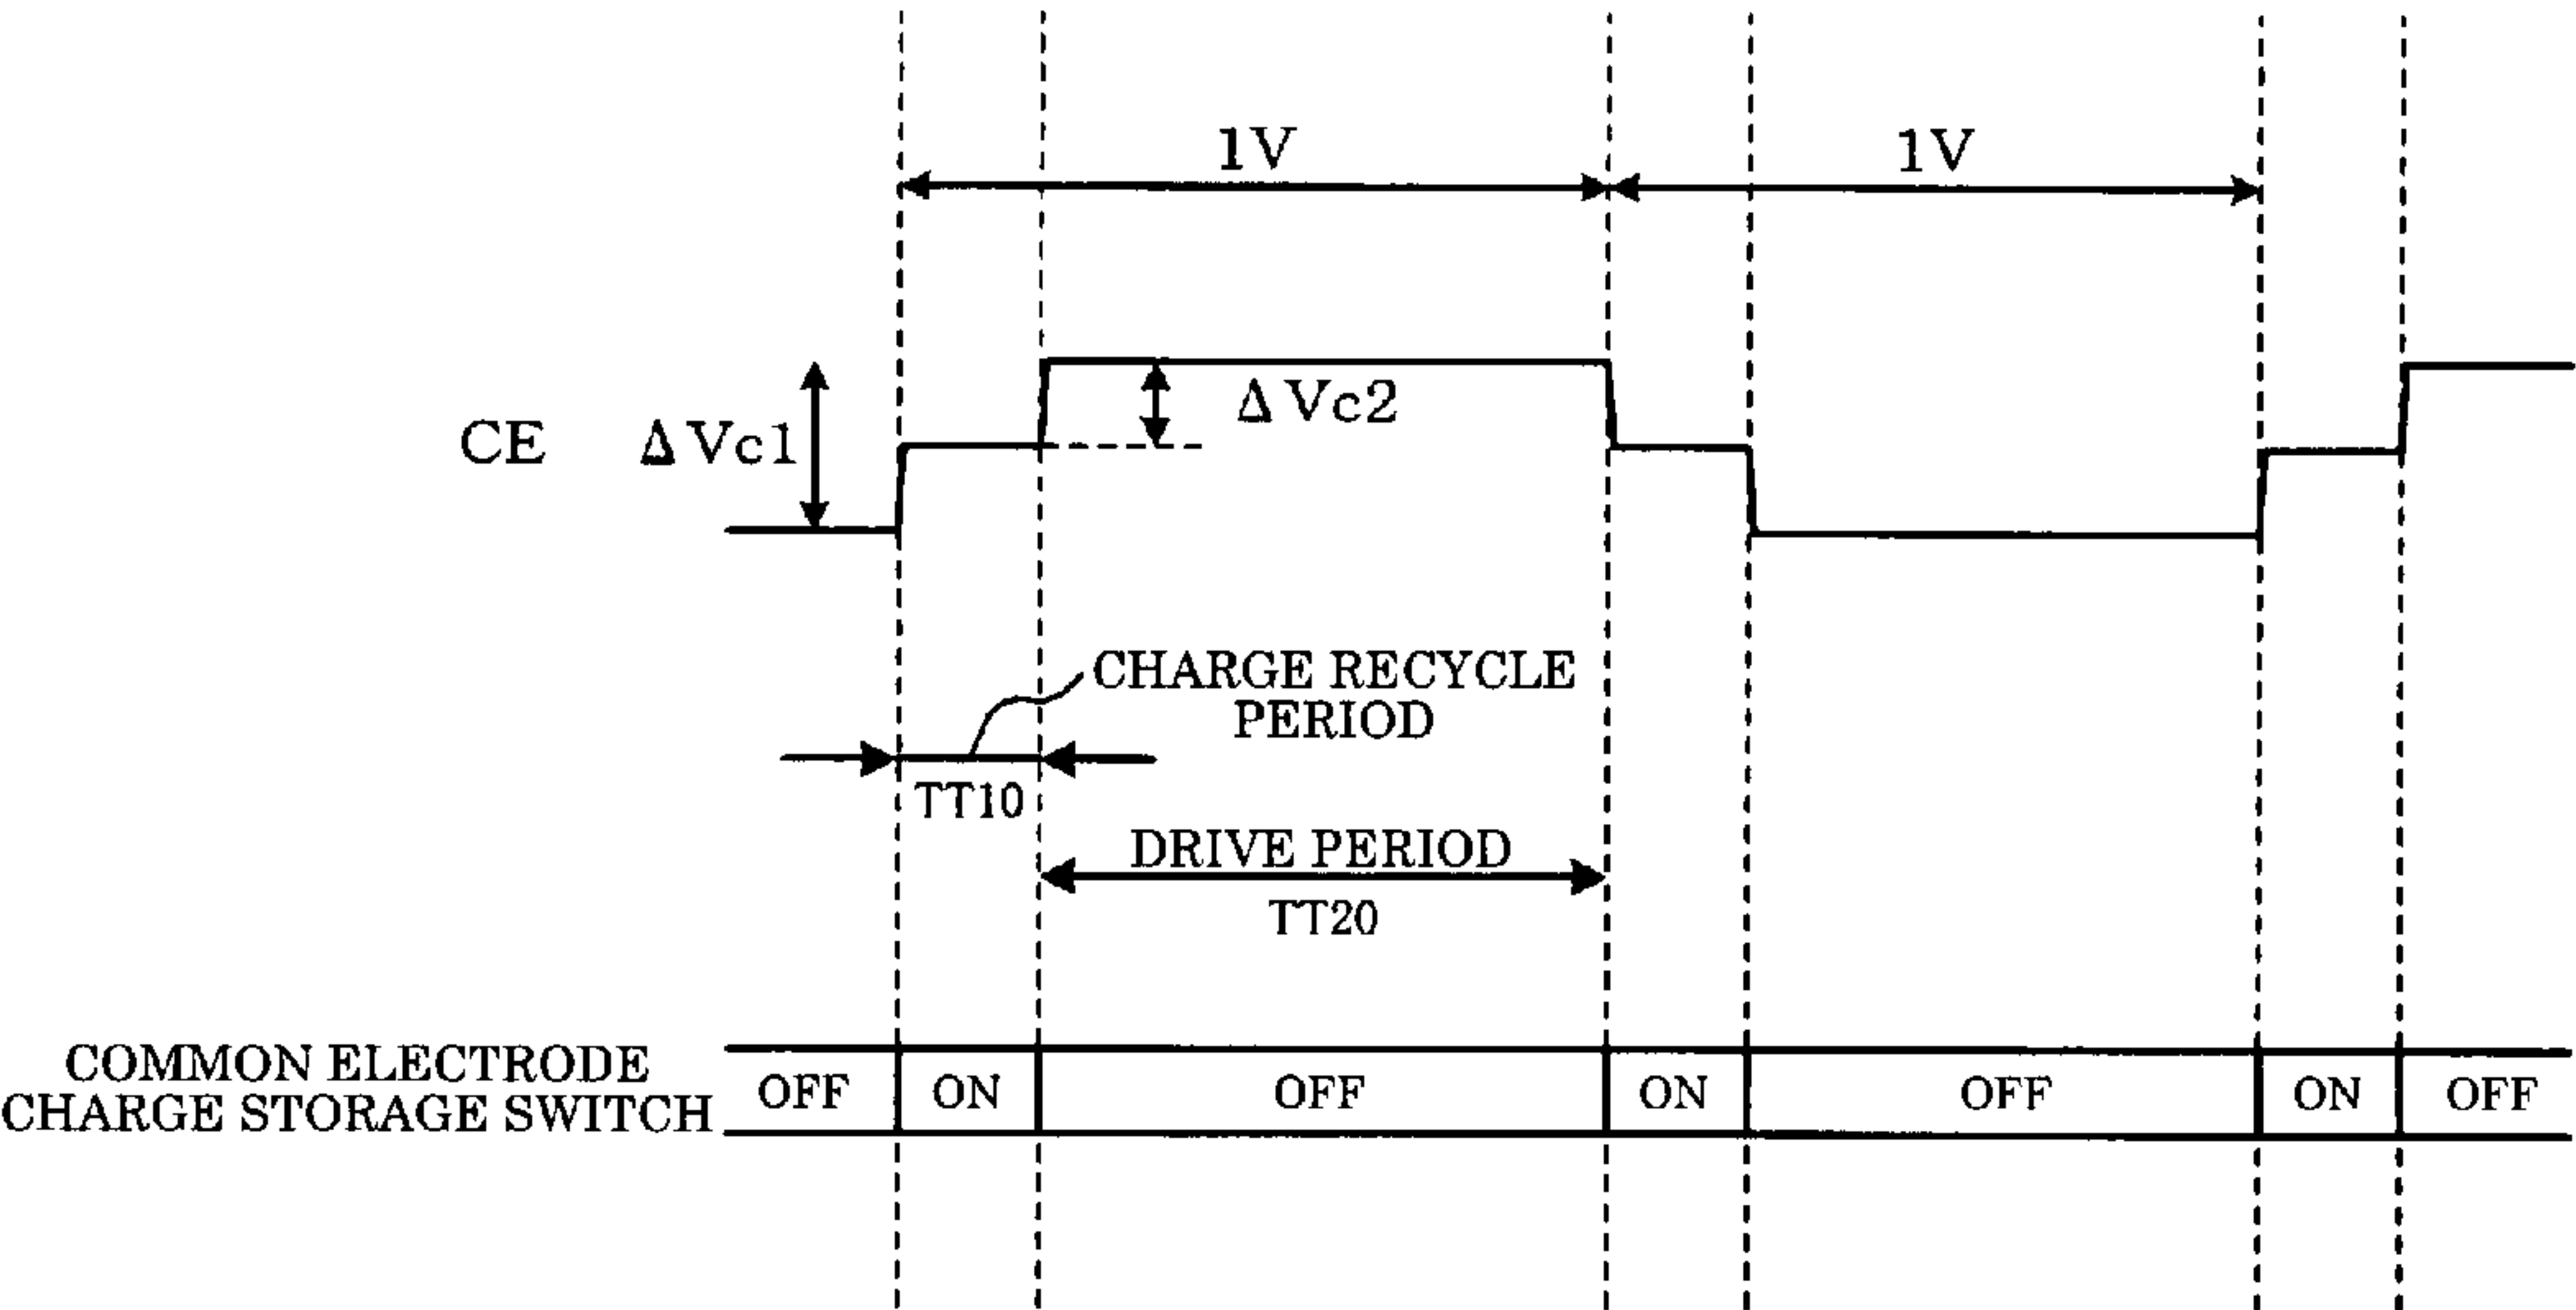 1V
1V
CE
ΔVc1
ΔVc2
CHARGE RECYCLE
PERIOD
TT10
DRIVE PERIOD
TT20
COMMON ELECTRODE
CHARGE STORAGE SWITCH
OFF
ON
OFF
ON
OFF
ON
OFF